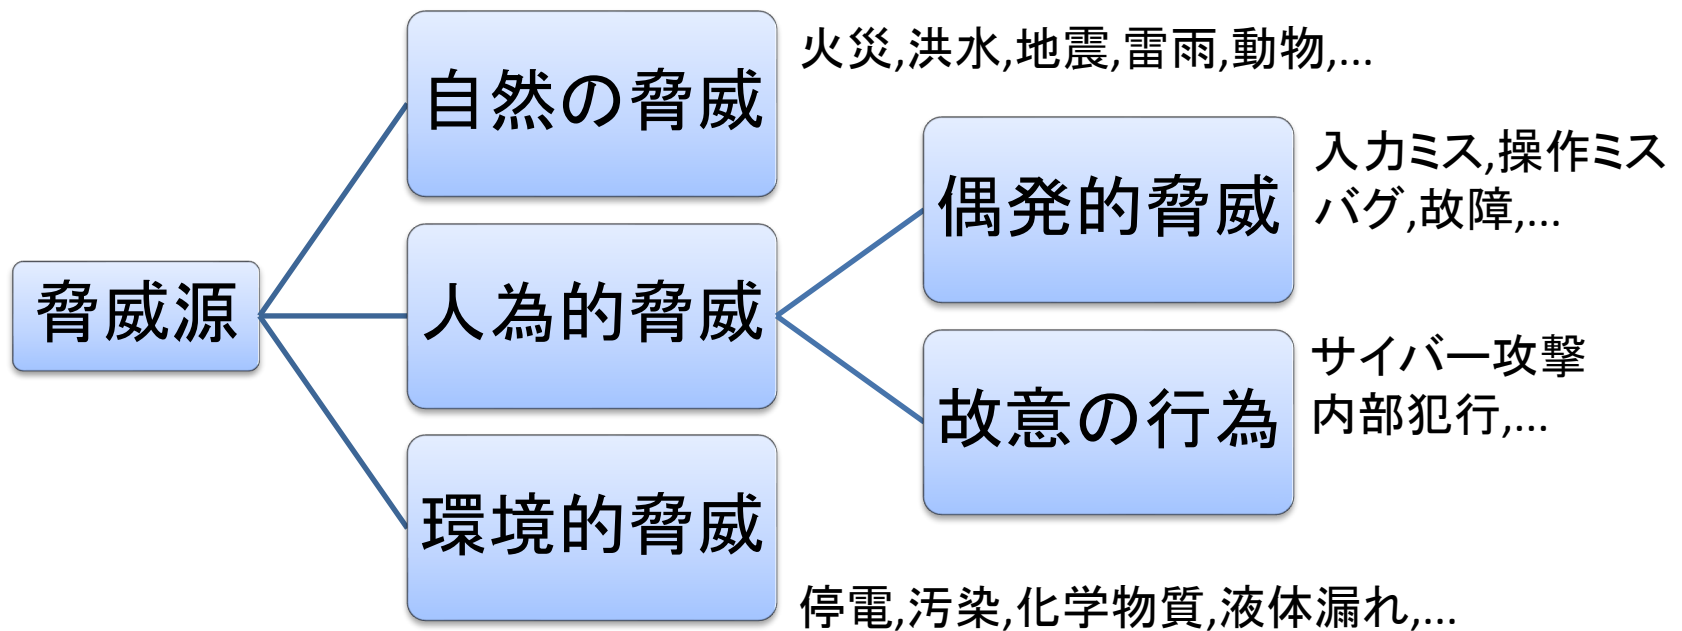 脅威源
自然の脅威
火災,洪水,地震,雷雨,動物,...
人為的脅威
偶発的脅威
入力ミス,操作ミス
バグ,故障,...
故意の行為
サイバー攻撃
内部犯行,...
環境的脅威
停電,汚染,化学物質,液体漏れ,...